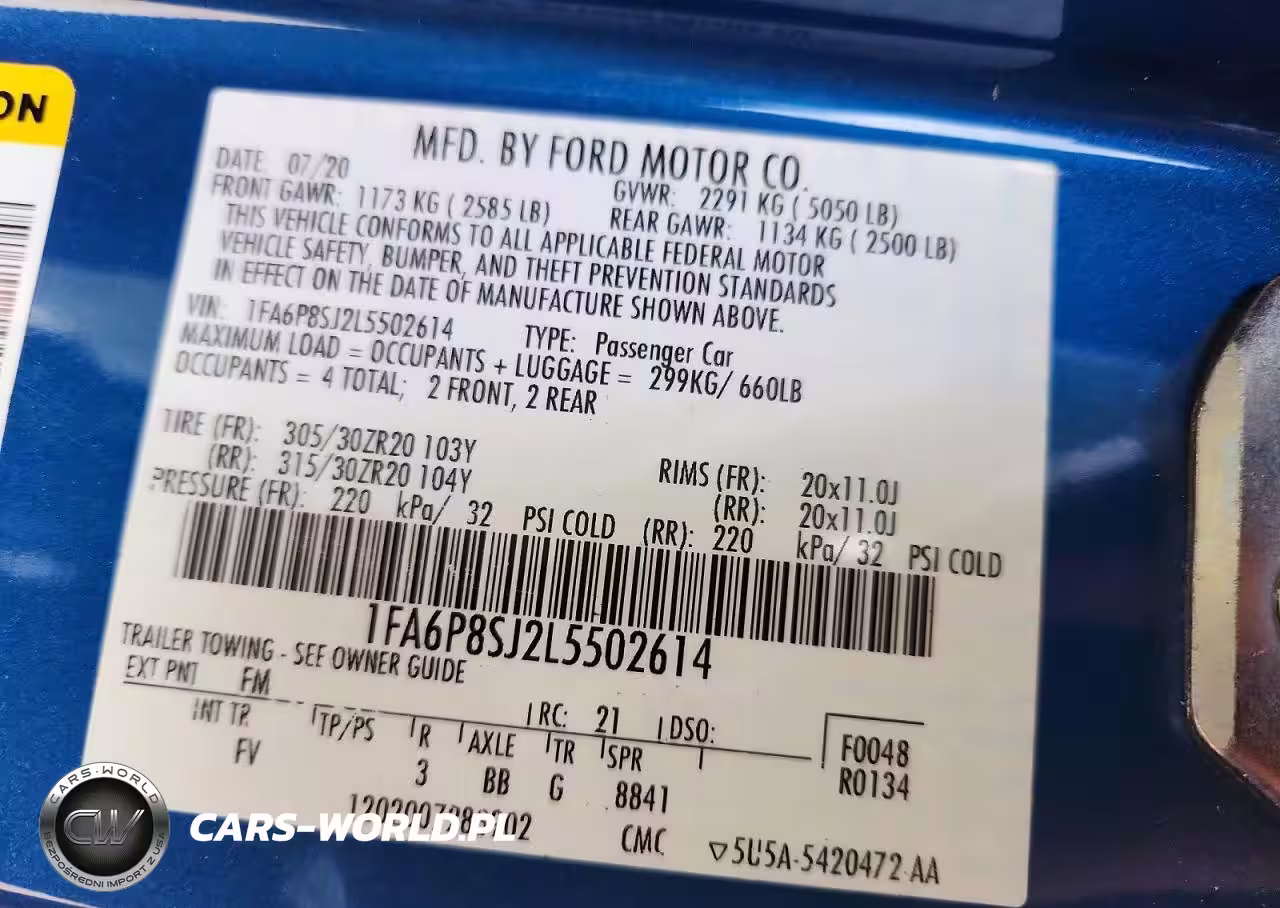 ON
MFD. BY FORD MOTOR CO.
DATE: 07/20 GVWR: 2291 KG ( 5050 LB)
FRONT GAWR: 1173 KG ( 2585 LB) REAR GAWR: 1134 KG ( 2500 LB)
THIS VEHICLE CONFORMS TO ALL APPLICABLE FEDERAL MOTOR
VEHICLE SAFETY, BUMPER, AND THEFT PREVENTION STANDARDS
IN EFFECT ON THE DATE OF MANUFACTURE SHOWN ABOVE.
VIN: 1FA6P8SJ2L5502614 TYPE: Passenger Car
MAXIMUM LOAD = OCCUPANTS + LUGGAGE = 299KG/ 660LB
OCCUPANTS = 4 TOTAL; 2 FRONT, 2 REAR
TIRE (FR): 305/30ZR20 103Y RIMS (FR): 20x11.0J
(RR): 315/30ZR20 104Y (RR): 20x11.0J
PRESSURE (FR): 220 kPa/ 32 PSI COLD (RR): 220 kPa/ 32 PSI COLD
1FA6P8SJ2L5502614
TRAILER TOWING - SEE OWNER GUIDE
EXT PNT FM RC: 21 DSO: F0048
INT TR TP/PS R AXLE TR SPR R0134
FV 3 BB G 8841
CMC ▽5U5A-5420472-AA
CARS-WORLD
CW
BEZPOŚREDNI IMPORT Z USA
CARS-WORLD.PL